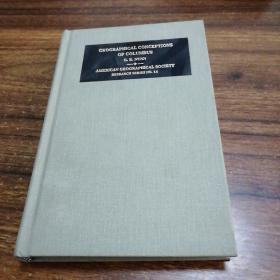 GEOGRAPHICAL CONCEPTIONS
OF COLUMBUS
G. E. NUNN
AMERICAN GEOGRAPHICAL SOCIETY
RESEARCH SERIES NO. 14